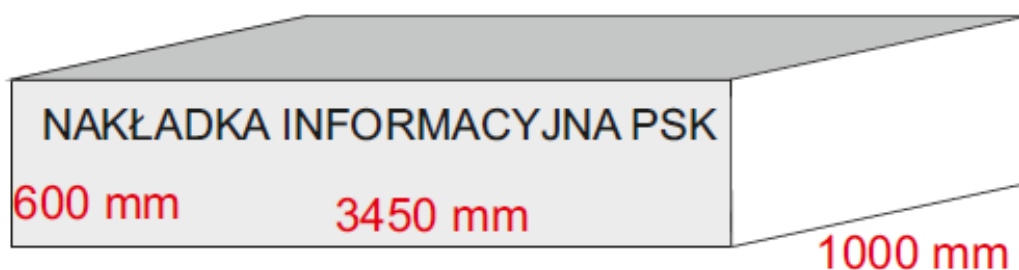 NAKŁADKA INFORMACYJNA PSK
600 mm
3450 mm
1000 mm